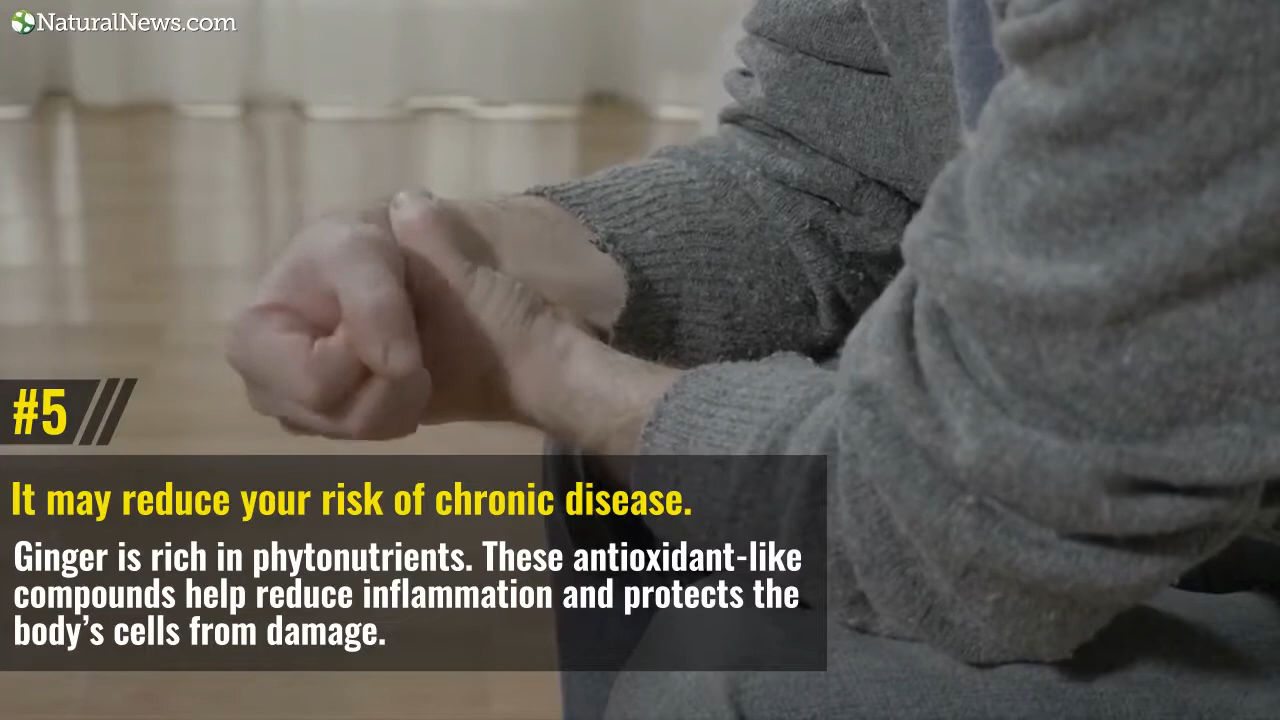 NaturalNews.com
#5
It may reduce your risk of chronic disease.
Ginger is rich in phytonutrients. These antioxidant-like
compounds help reduce inflammation and protects the
body's cells from damage.